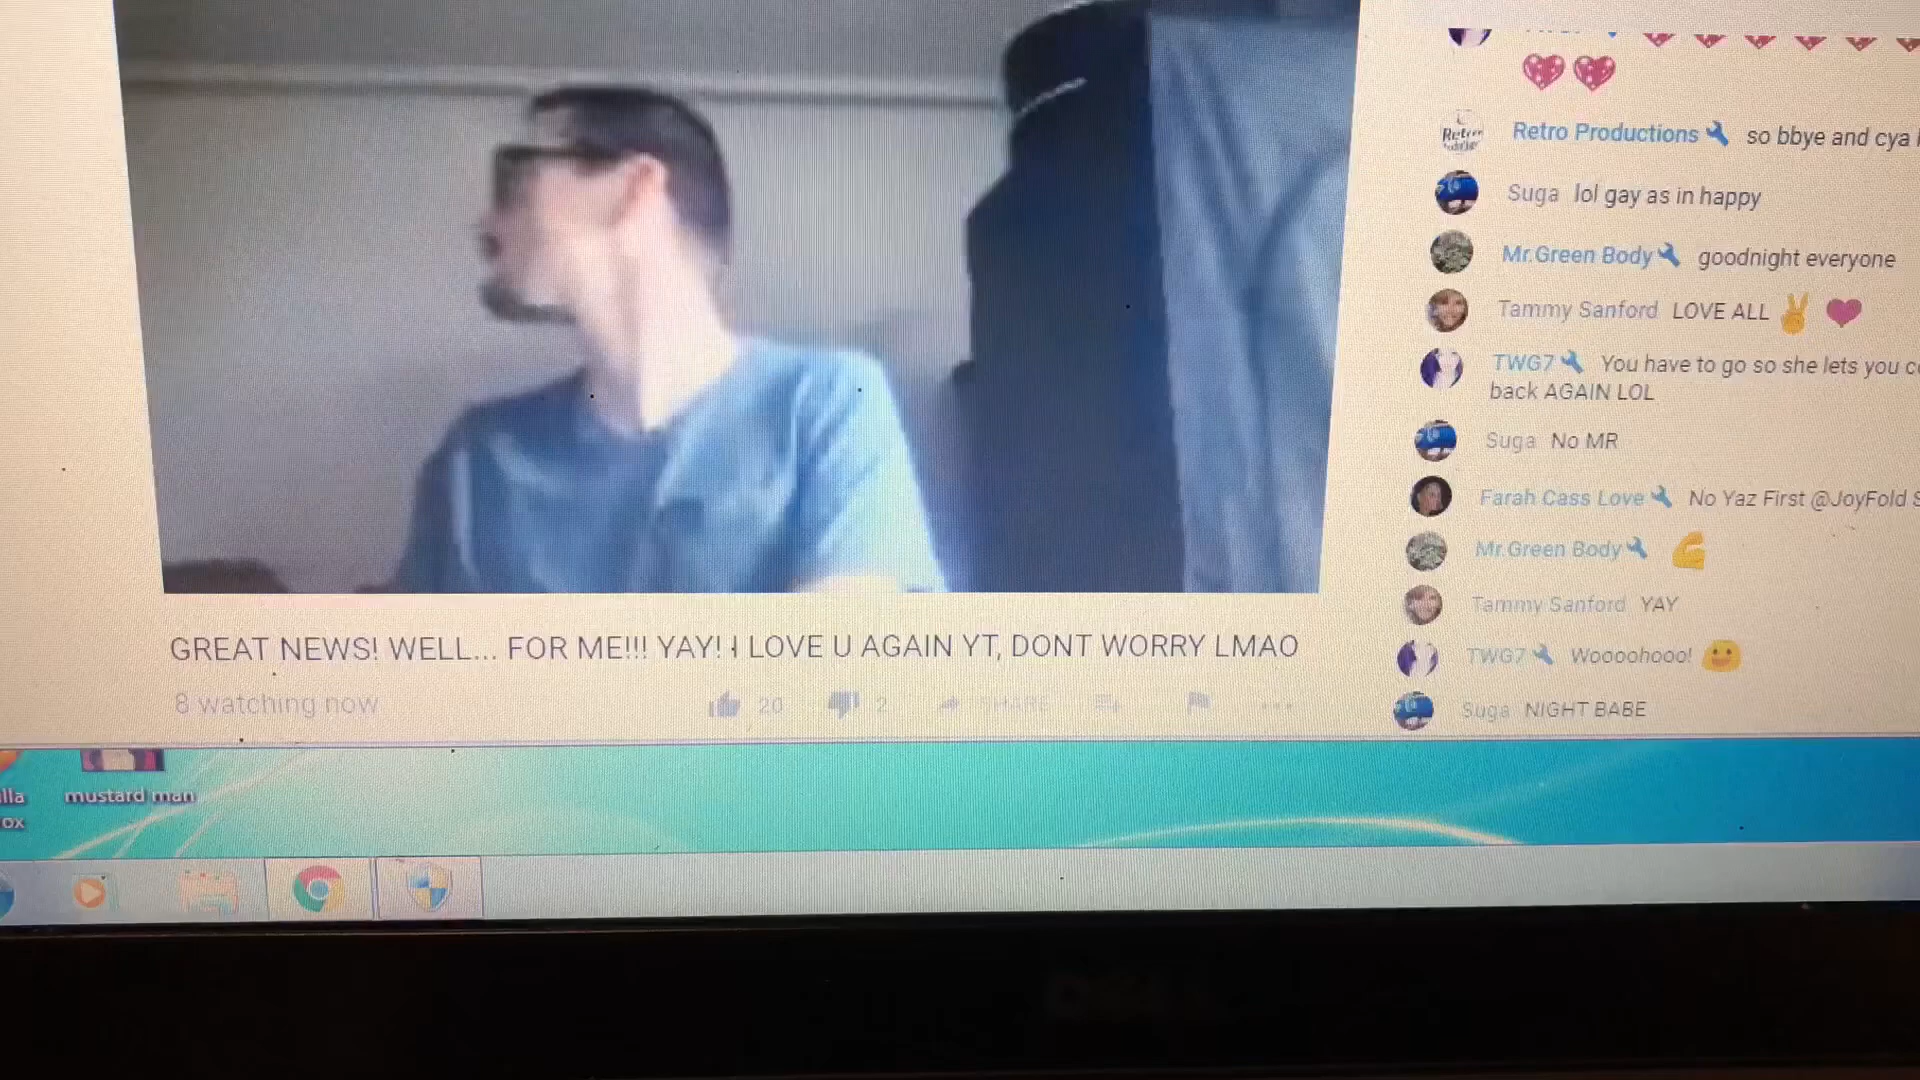 Retro Productions so bbye and cya
Suga lol gay as in happy
Mr.Green Body goodnight everyone
Tammy Sanford LOVE ALL
TWG7 You have to go so she lets you
back AGAIN LOL
Suga No MR
Farah Cass Love No Yaz First @JoyFold
Mr.Green Body
Tammy Sanford YAY
TWG7 Woooohooo!
Suga NIGHT BABE
GREAT NEWS! WELL... FOR ME!!! YAY! I LOVE U AGAIN YT, DONT WORRY LMAO
8 watching now 20 2 SHARE
mustard man
lla
ox
DELL